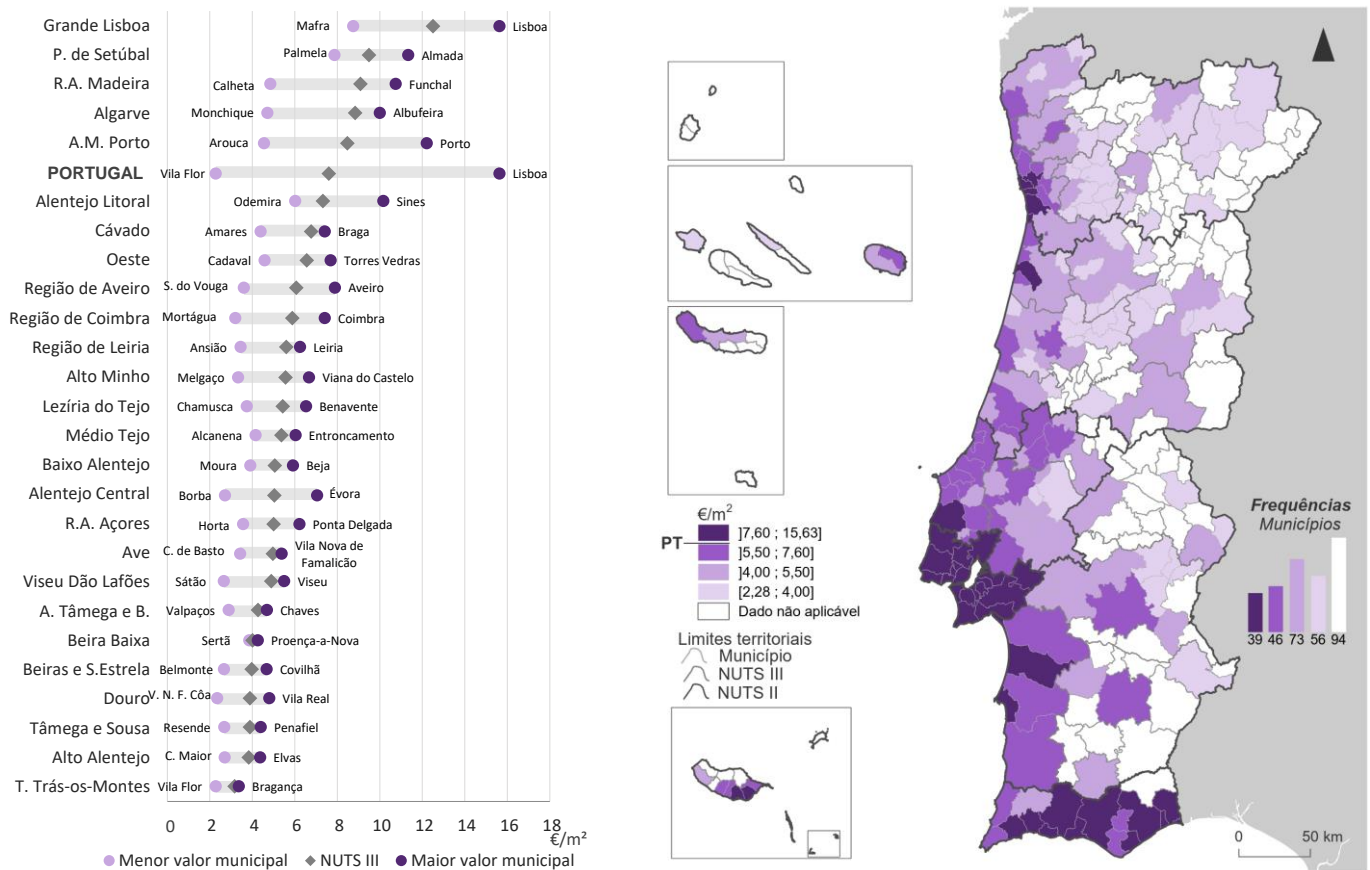 Grande Lisboa Mafra Lisboa
P. de Setúbal Palmela Almada
R.A. Madeira Calheta Funchal
Algarve Monchique Albufeira
A.M. Porto Arouca Porto
PORTUGAL Vila Flor Lisboa
Alentejo Litoral Odemira Sines
Cávado Amares Braga
Oeste Cadaval Torres Vedras
Região de Aveiro S. do Vouga Aveiro
Região de Coimbra Mortágua Coimbra
Região de Leiria Ansião Leiria
Alto Minho Melgaço Viana do Castelo
Lezíria do Tejo Chamusca Benavente
Médio Tejo Alcanena Entroncamento
Baixo Alentejo Moura Beja
Alentejo Central Borba Évora
R.A. Açores Horta Ponta Delgada
Ave C. de Basto Vila Nova de
Famalicão
Viseu Dão Lafões Sátão Viseu
A. Tâmega e B. Valpaços Chaves
Beira Baixa Sertã Proença-a-Nova
Beiras e S.Estrela Belmonte Covilhã
Douro V. N. F. Côa Vila Real
Tâmega e Sousa Resende Penafiel
Alto Alentejo C. Maior Elvas
T. Trás-os-Montes Vila Flor Bragança
0 2 4 6 8 10 12 14 16 18
€/m²
Menor valor municipal NUTS III Maior valor municipal
€/m²
]7,60 ; 15,63]
PT
]5,50 ; 7,60]
]4,00 ; 5,50]
[2,28 ; 4,00]
Dado não aplicável
Limites territoriais
Município
NUTS III
NUTS II
Frequências
Municípios
39 46 73 56 94
0 50 km